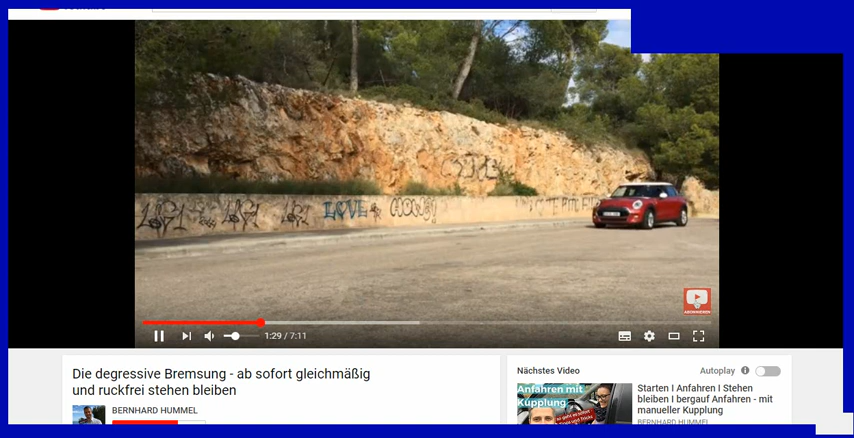 LOVE
ABONNIEREN
1:29 / 7:11
Die degressive Bremsung - ab sofort gleichmäßig
und ruckfrei stehen bleiben
BERNHARD HUMMEL
Nächstes Video
Autoplay
Anfahren mit
Kupplung
Starten I Anfahren I Stehen
bleiben I bergauf Anfahren - mit
manueller Kupplung
BERNHARD HUMMEL